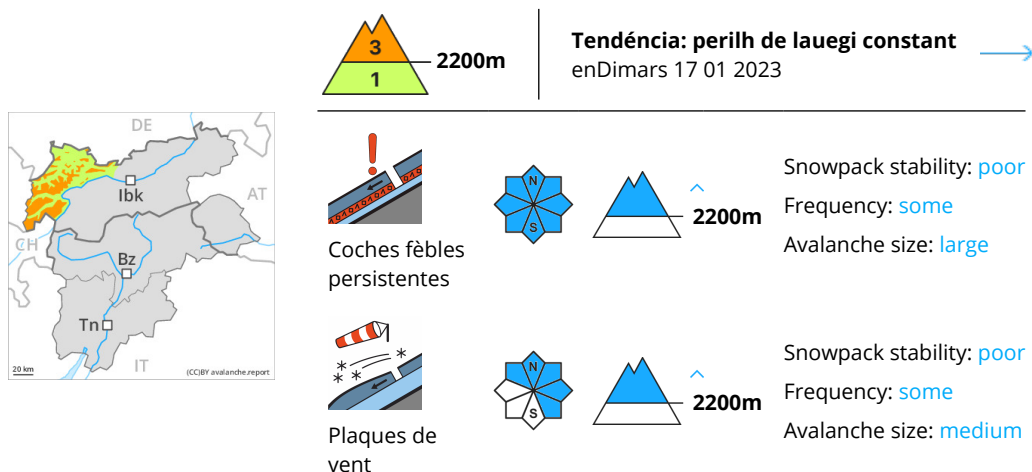 3
1
2200m
Tendéncia: perilh de lauegi constant
enDimars 17 01 2023
DE
AT
CH
IT
Ibk
Bz
Tn
20 km
(CC)BY avalanche.report
N
S
2200m
Coches fèbles
persistentes
Snowpack stability: poor
Frequency: some
Avalanche size: large
N
S
2200m
Plaques de
vent
Snowpack stability: poor
Frequency: some
Avalanche size: medium